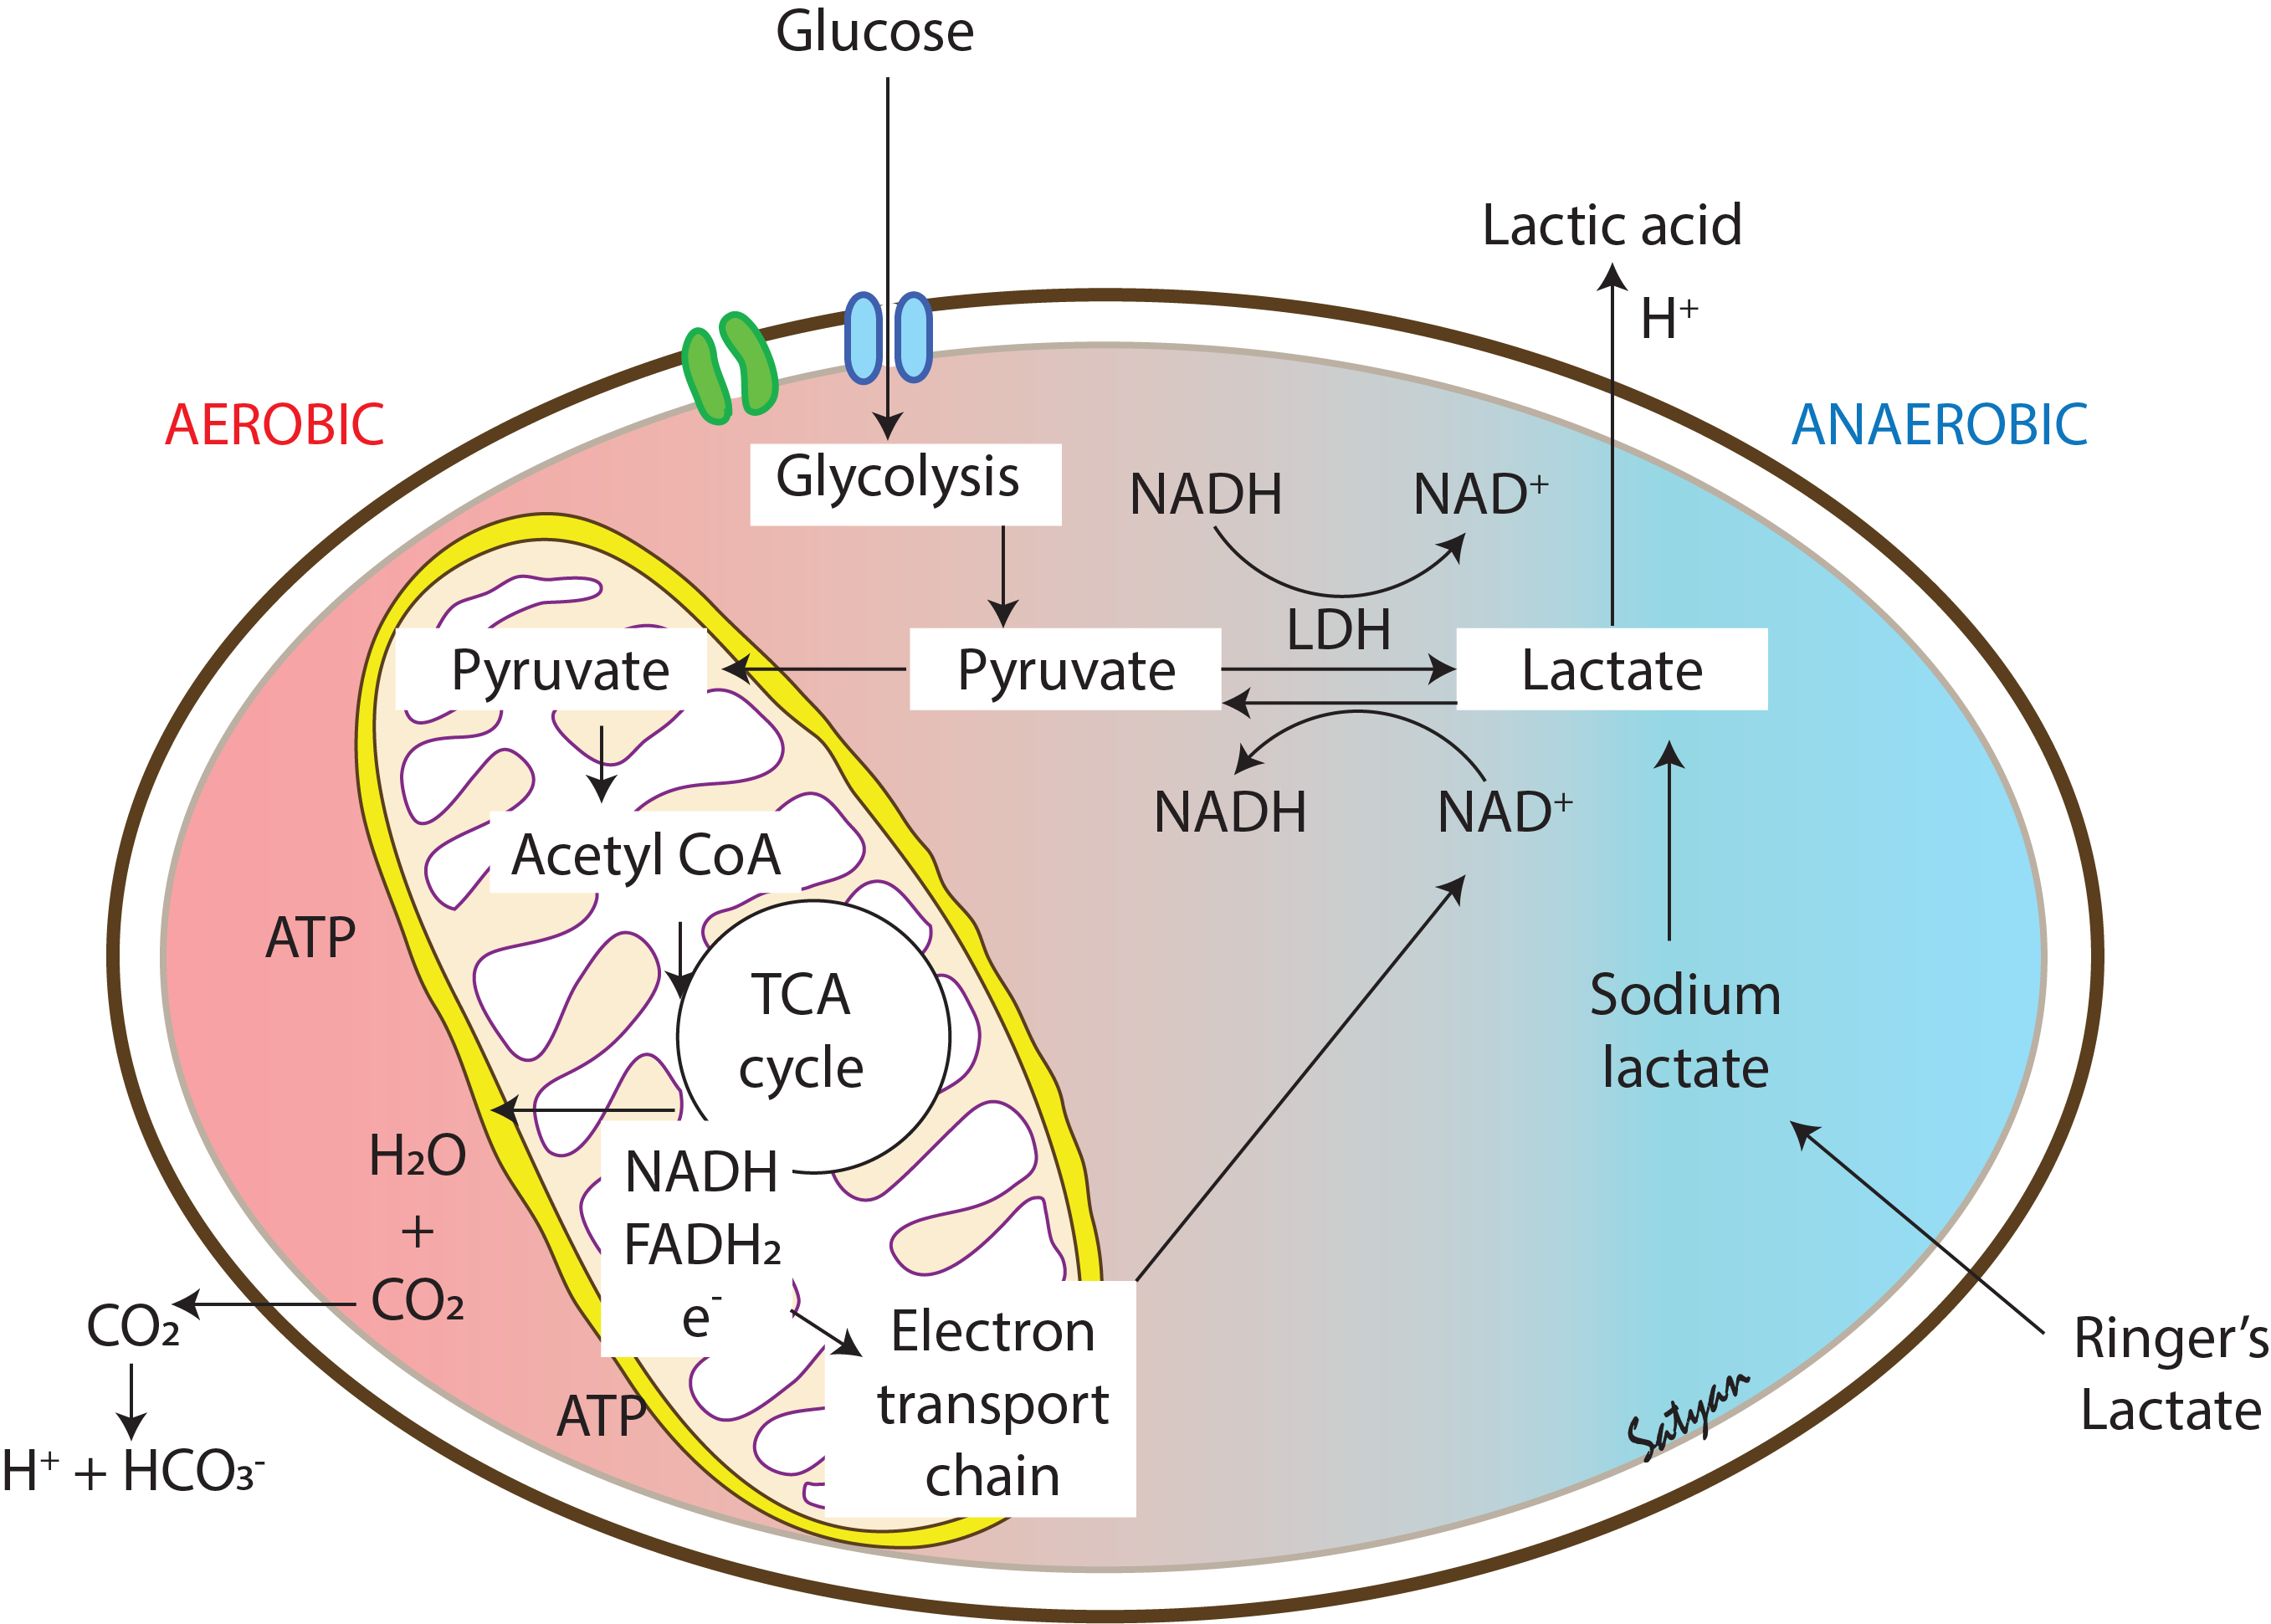 Glucose
Lactic acid
H⁺
AEROBIC
ANAEROBIC
Glycolysis
NADH
NAD⁺
LDH
Pyruvate
Pyruvate
Lactate
NADH
NAD⁺
Acetyl CoA
ATP
TCA
cycle
Sodium
lactate
H₂O
+
CO₂
NADH
FADH₂
e⁻
CO₂
Electron
transport
chain
Ringer’s
Lactate
ATP
H⁺ + HCO₃⁻
Satyan